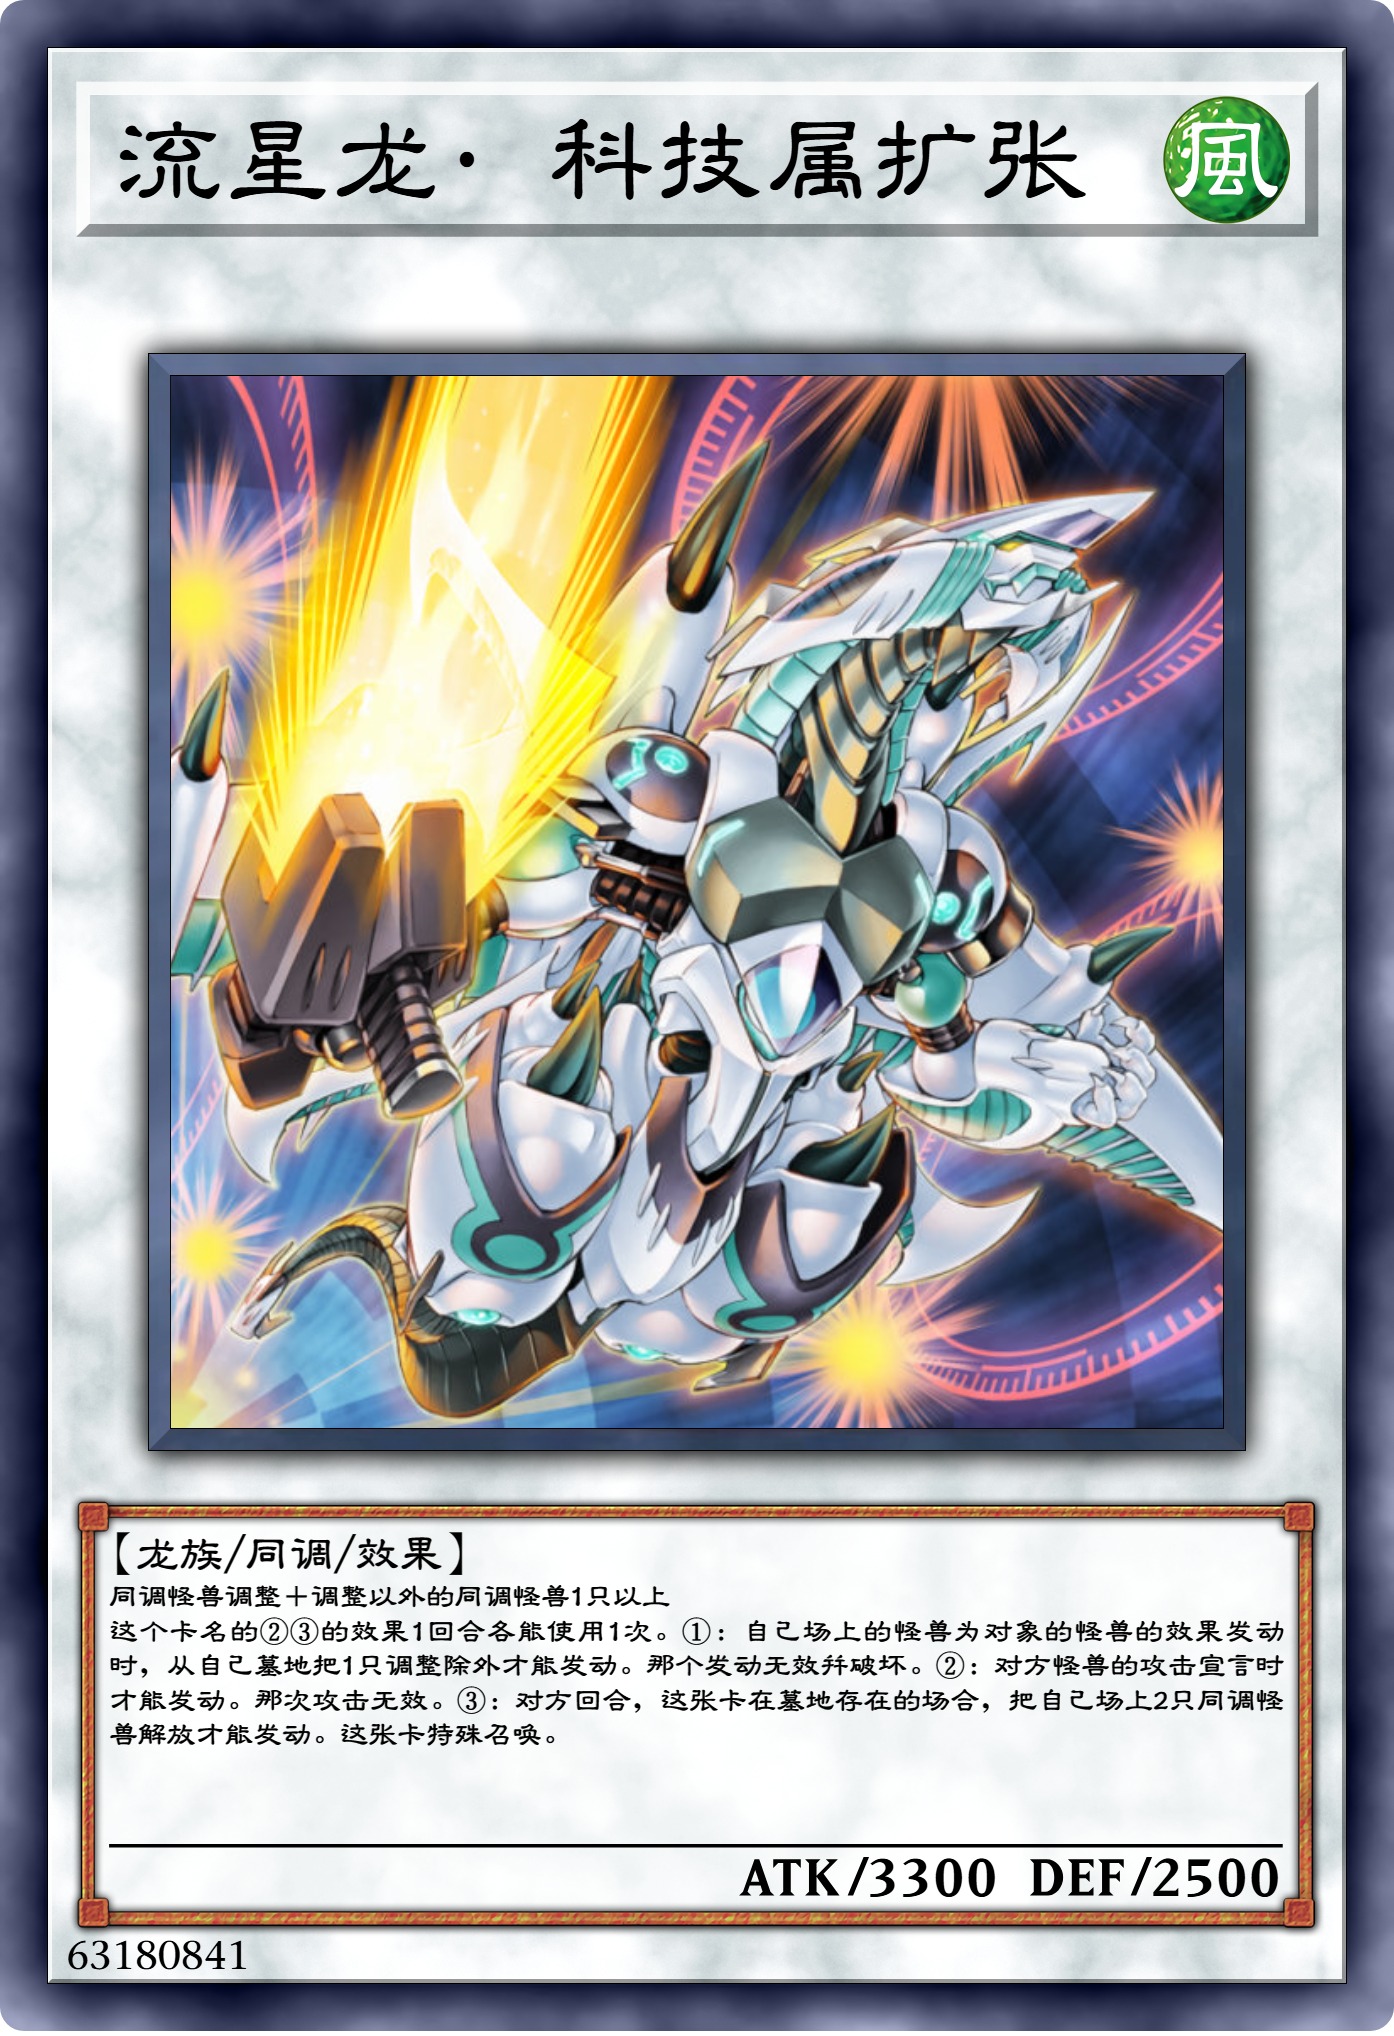 流星龙·科技属扩张
風
【龙族/同调/效果】
同调怪兽调整＋调整以外的同调怪兽1只以上
这个卡名的②③的效果1回合各能使用1次。①：自己场上的怪兽为对象的怪兽的效果发动
时，从自己墓地把1只调整除外才能发动。那个发动无效并破坏。②：对方怪兽的攻击宣言时
才能发动。那次攻击无效。③：对方回合，这张卡在墓地存在的场合，把自己场上2只同调怪
兽解放才能发动。这张卡特殊召唤。
ATK/3300 DEF/2500
63180841